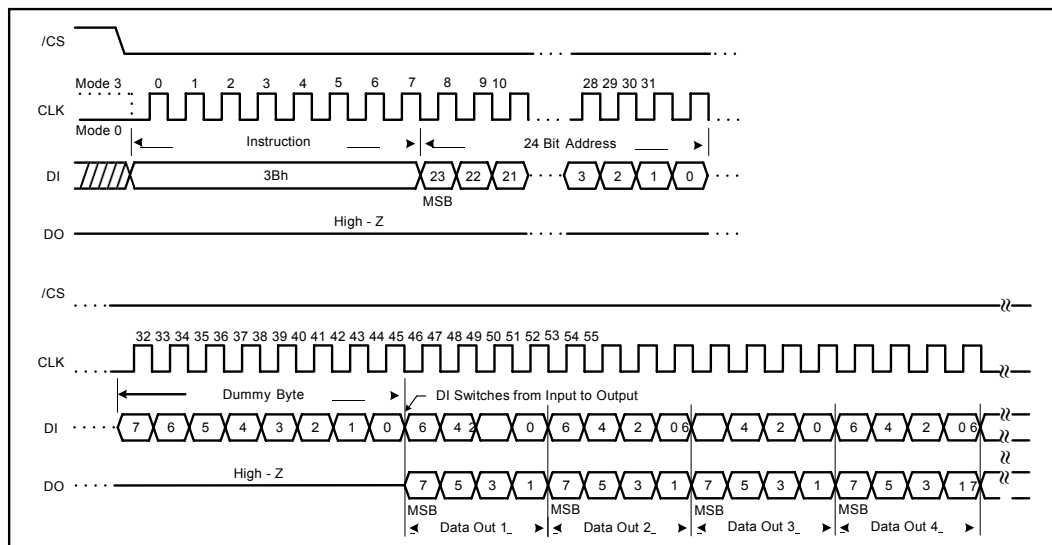 /CS
Mode 3 0 1 2 3 4 5 6 7 8 9 10 28 29 30 31
CLK
Mode 0
Instruction 24 Bit Address
DI 3Bh 23 22 21 3 2 1 0
MSB
High - Z
DO
/CS
32 33 34 35 36 37 38 39 40 41 42 43 44 45 46 47 48 49 50 51 52 53 54 55
CLK
Dummy Byte DI Switches from Input to Output
DI 7 6 5 4 3 2 1 0 6 4 2 0 6 4 2 0 6 4 2 0 6 4 2 0 6
High - Z
DO 7 5 3 1 7 5 3 1 7 5 3 1 7 5 3 1 7
MSB MSB MSB MSB
Data Out 1 Data Out 2 Data Out 3 Data Out 4